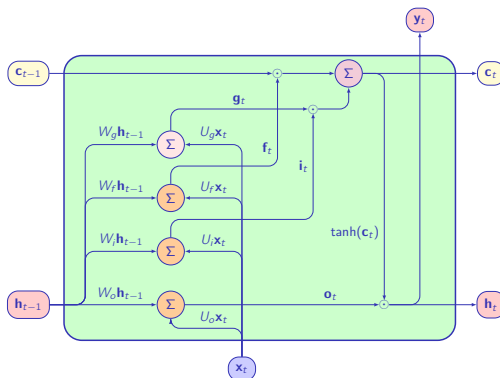 y_t
c_{t−1}
Σ
c_t
g_t
W_g h_{t−1}
U_g x_t
Σ
f_t
i_t
W_f h_{t−1}
U_f x_t
Σ
W_i h_{t−1}
U_i x_t
Σ
tanh(c_t)
h_{t−1}
W_o h_{t−1}
Σ
o_t
h_t
U_o x_t
x_t